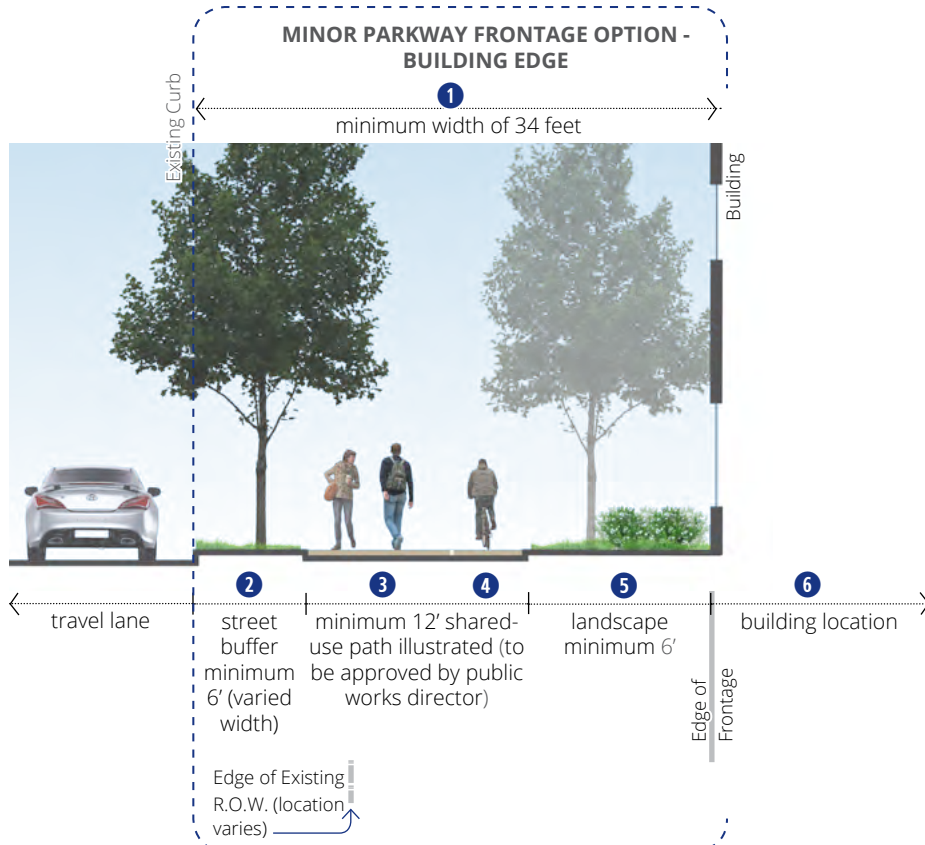 MINOR PARKWAY FRONTAGE OPTION -
BUILDING EDGE
1
minimum width of 34 feet
Existing Curb
Building
2
3
4
5
6
travel lane
street
buffer
minimum
6’ (varied
width)
minimum 12’ shared-
use path illustrated (to
be approved by public
works director)
landscape
minimum 6’
building location
Edge of
Frontage
Edge of Existing
R.O.W. (location
varies)